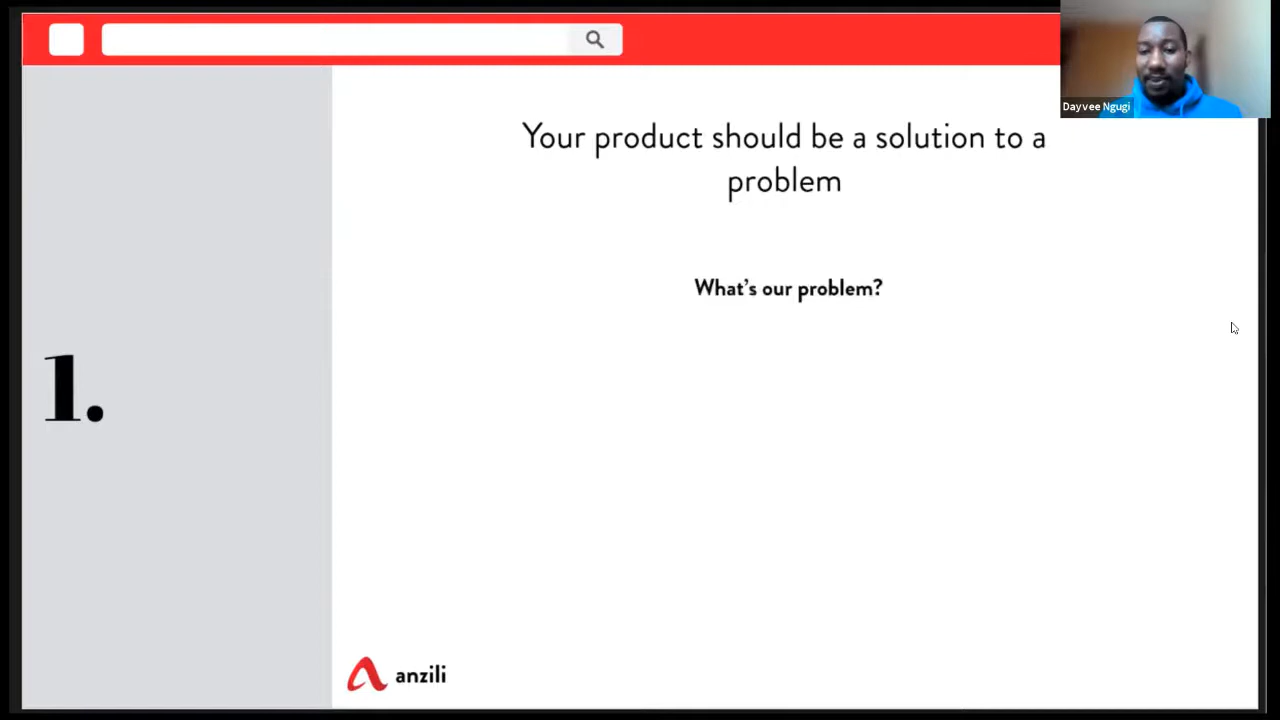 Dayvee Ngugi
Your product should be a solution to a
problem
What's our problem?
1.
anzili